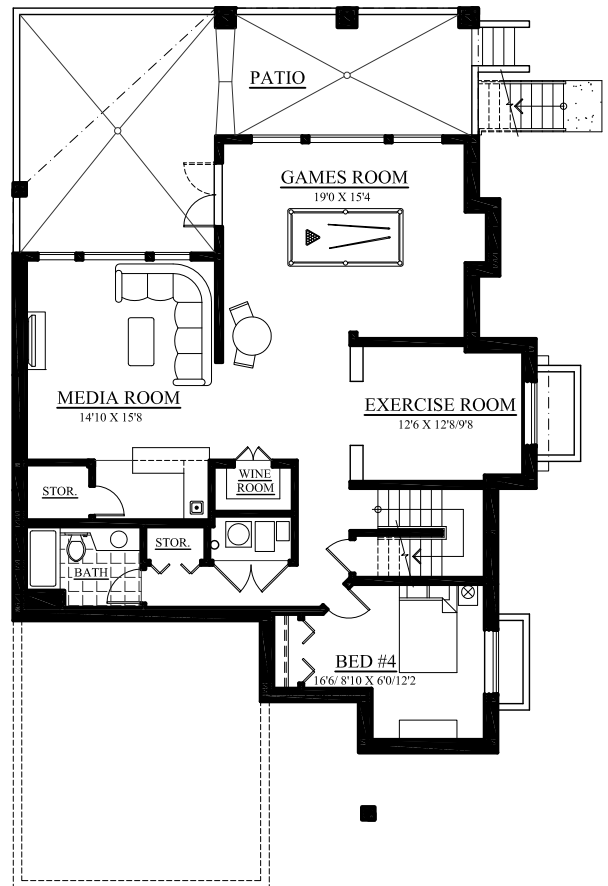 PATIO
GAMES ROOM
19'0 X 15'4
MEDIA ROOM
14'10 X 15'8
EXERCISE ROOM
12'6 X 12'8/9'8
WINE
ROOM
STOR.
STOR.
BATH
BED #4
16'6/ 8'10 X 6'0/12'2